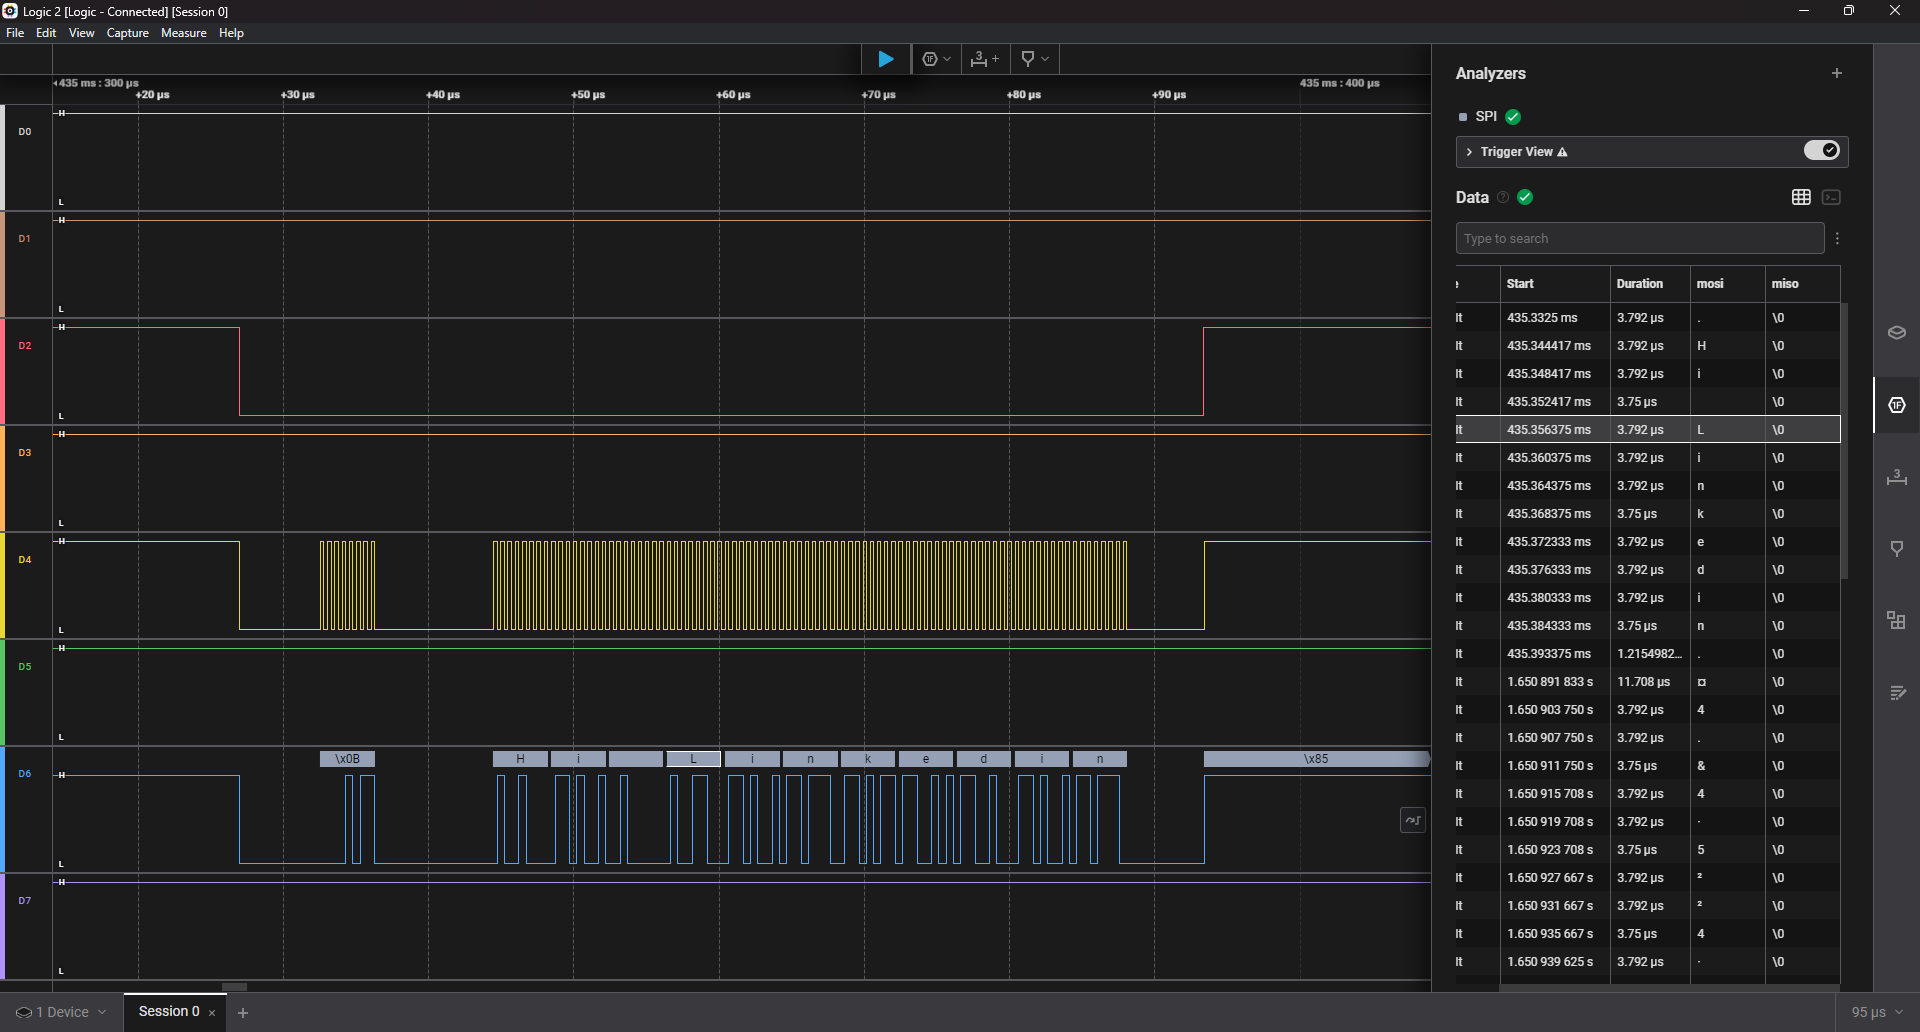 Logic 2 [Logic - Connected] [Session 0]
File Edit View Capture Measure Help
435 ms : 300 µs
435 ms : 400 µs
+20 µs +30 µs +40 µs +50 µs +60 µs +70 µs +80 µs +90 µs
D0 H L
D1 H L
D2 H L
D3 H L
D4 H L
D5 H L
\x0B H i L i n k e d i n \x85
D6 H L
D7 H L
Analyzers
SPI
Trigger View
Data
Type to search
Start Duration mosi miso
lt 435.3325 ms 3.792 µs . \0
lt 435.344417 ms 3.792 µs H \0
lt 435.348417 ms 3.792 µs i \0
lt 435.352417 ms 3.75 µs \0
lt 435.356375 ms 3.792 µs L \0
lt 435.360375 ms 3.792 µs i \0
lt 435.364375 ms 3.792 µs n \0
lt 435.368375 ms 3.75 µs k \0
lt 435.372333 ms 3.792 µs e \0
lt 435.376333 ms 3.792 µs d \0
lt 435.380333 ms 3.792 µs i \0
lt 435.384333 ms 3.75 µs n \0
lt 435.393375 ms 1.2154982... . \0
lt 1.650 891 833 s 11.708 µs ¤ \0
lt 1.650 903 750 s 3.792 µs 4 \0
lt 1.650 907 750 s 3.792 µs . \0
lt 1.650 911 750 s 3.75 µs & \0
lt 1.650 915 708 s 3.792 µs 4 \0
lt 1.650 919 708 s 3.792 µs · \0
lt 1.650 923 708 s 3.75 µs 5 \0
lt 1.650 927 667 s 3.792 µs ² \0
lt 1.650 931 667 s 3.792 µs ² \0
lt 1.650 935 667 s 3.75 µs 4 \0
lt 1.650 939 625 s 3.792 µs · \0
1 Device
Session 0
95 µs